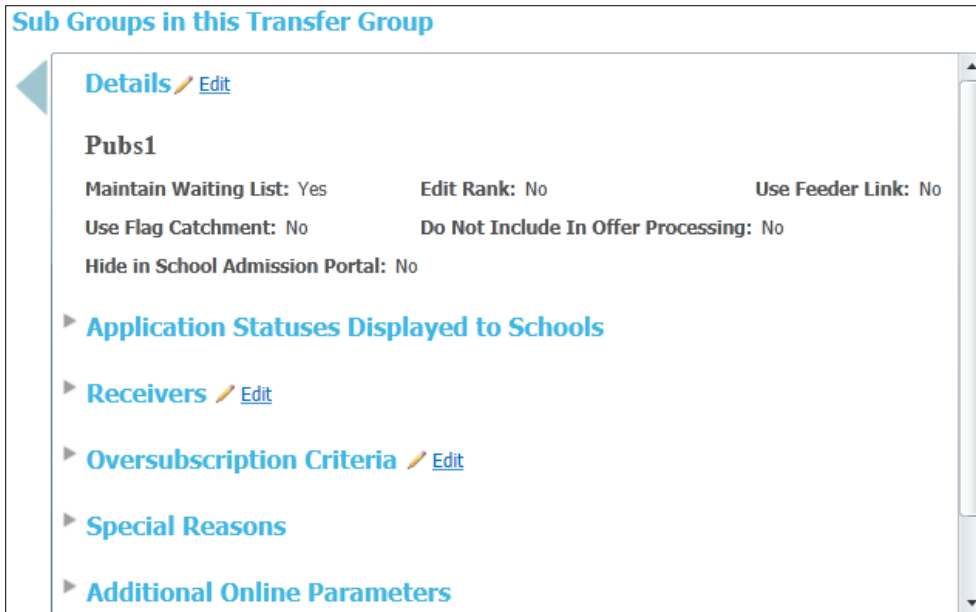 Sub Groups in this Transfer Group
Details Edit
Pubs1
Maintain Waiting List: Yes Edit Rank: No Use Feeder Link: No
Use Flag Catchment: No Do Not Include In Offer Processing: No
Hide in School Admission Portal: No
Application Statuses Displayed to Schools
Receivers Edit
Oversubscription Criteria Edit
Special Reasons
Additional Online Parameters